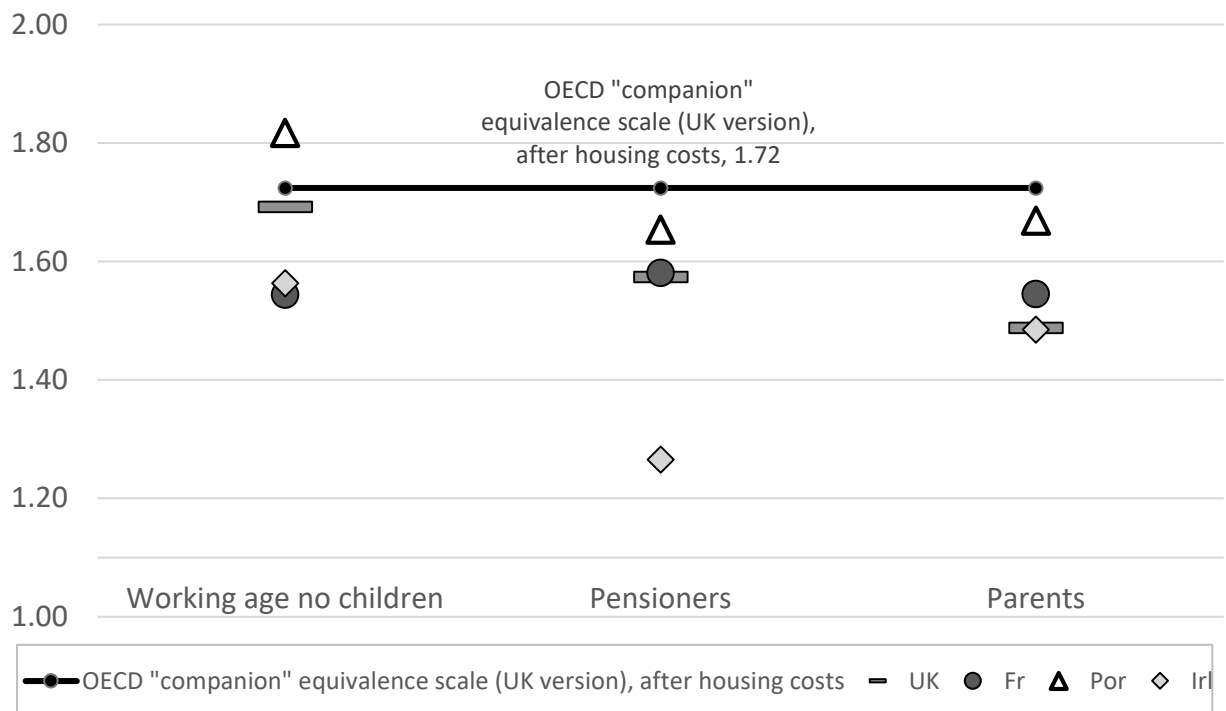 2.00
OECD "companion"
equivalence scale (UK version),
after housing costs, 1.72
1.80
1.60
1.40
1.20
Working age no children Pensioners Parents
1.00
OECD "companion" equivalence scale (UK version), after housing costs UK Fr Por Irl